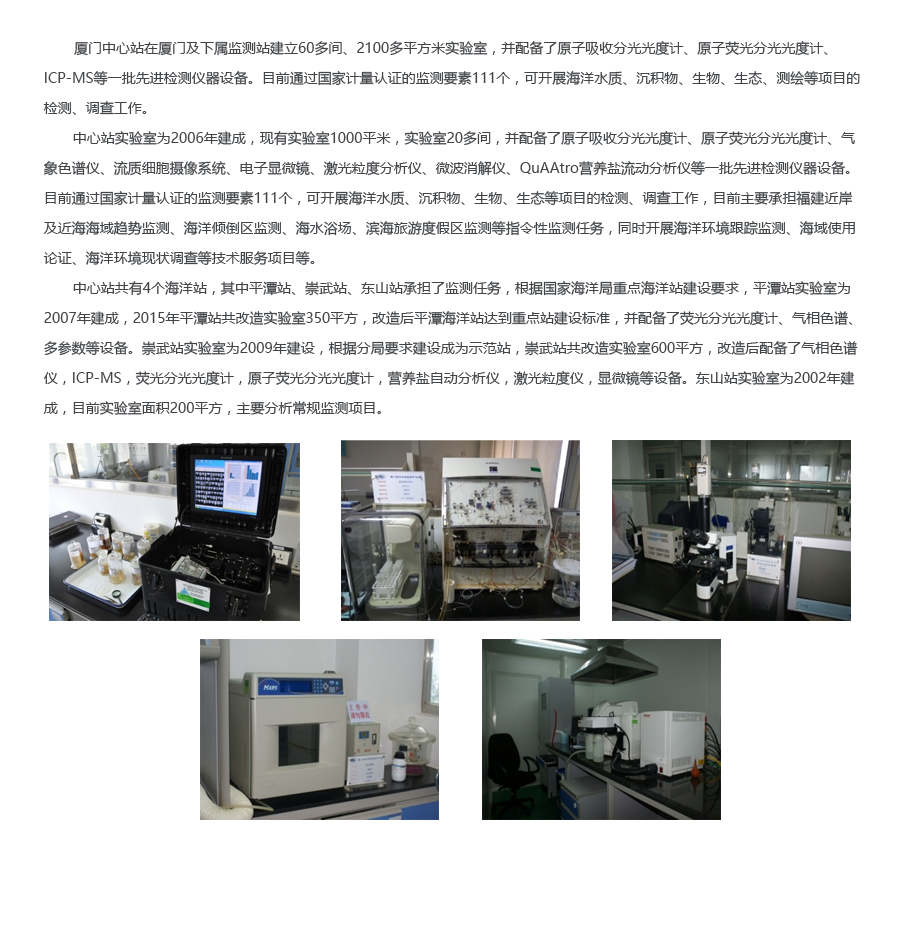 厦门中心站在厦门及下属监测站建立60多间、2100多平方米实验室，并配备了原子吸收分光光度计、原子荧光分光光度计、
ICP-MS等一批先进检测仪器设备。目前通过国家计量认证的监测要素111个，可开展海洋水质、沉积物、生物、生态、测绘等项目的
检测、调查工作。
中心站实验室为2006年建成，现有实验室1000平米，实验室20多间，并配备了原子吸收分光光度计、原子荧光分光光度计、气
象色谱仪、流质细胞摄像系统、电子显微镜、激光粒度分析仪、微波消解仪、QuAAtro营养盐流动分析仪等一批先进检测仪器设备。
目前通过国家计量认证的监测要素111个，可开展海洋水质、沉积物、生物、生态等项目的检测、调查工作，目前主要承担福建近岸
及近海海域趋势监测、海洋倾倒区监测、海水浴场、滨海旅游度假区监测等指令性监测任务，同时开展海洋环境跟踪监测、海域使用
论证、海洋环境现状调查等技术服务项目等。
中心站共有4个海洋站，其中平潭站、崇武站、东山站承担了监测任务，根据国家海洋局重点海洋站建设要求，平潭站实验室为
2007年建成，2015年平潭站共改造实验室350平方，改造后平潭海洋站达到重点站建设标准，并配备了荧光分光光度计、气相色谱、
多参数等设备。崇武站实验室为2009年建设，根据分局要求建设成为示范站，崇武站共改造实验室600平方，改造后配备了气相色谱
仪，ICP-MS，荧光分光光度计，原子荧光分光光度计，营养盐自动分析仪，激光粒度仪，显微镜等设备。东山站实验室为2002年建
成，目前实验室面积200平方，主要分析常规监测项目。
MARS
工作中
请勿靠近